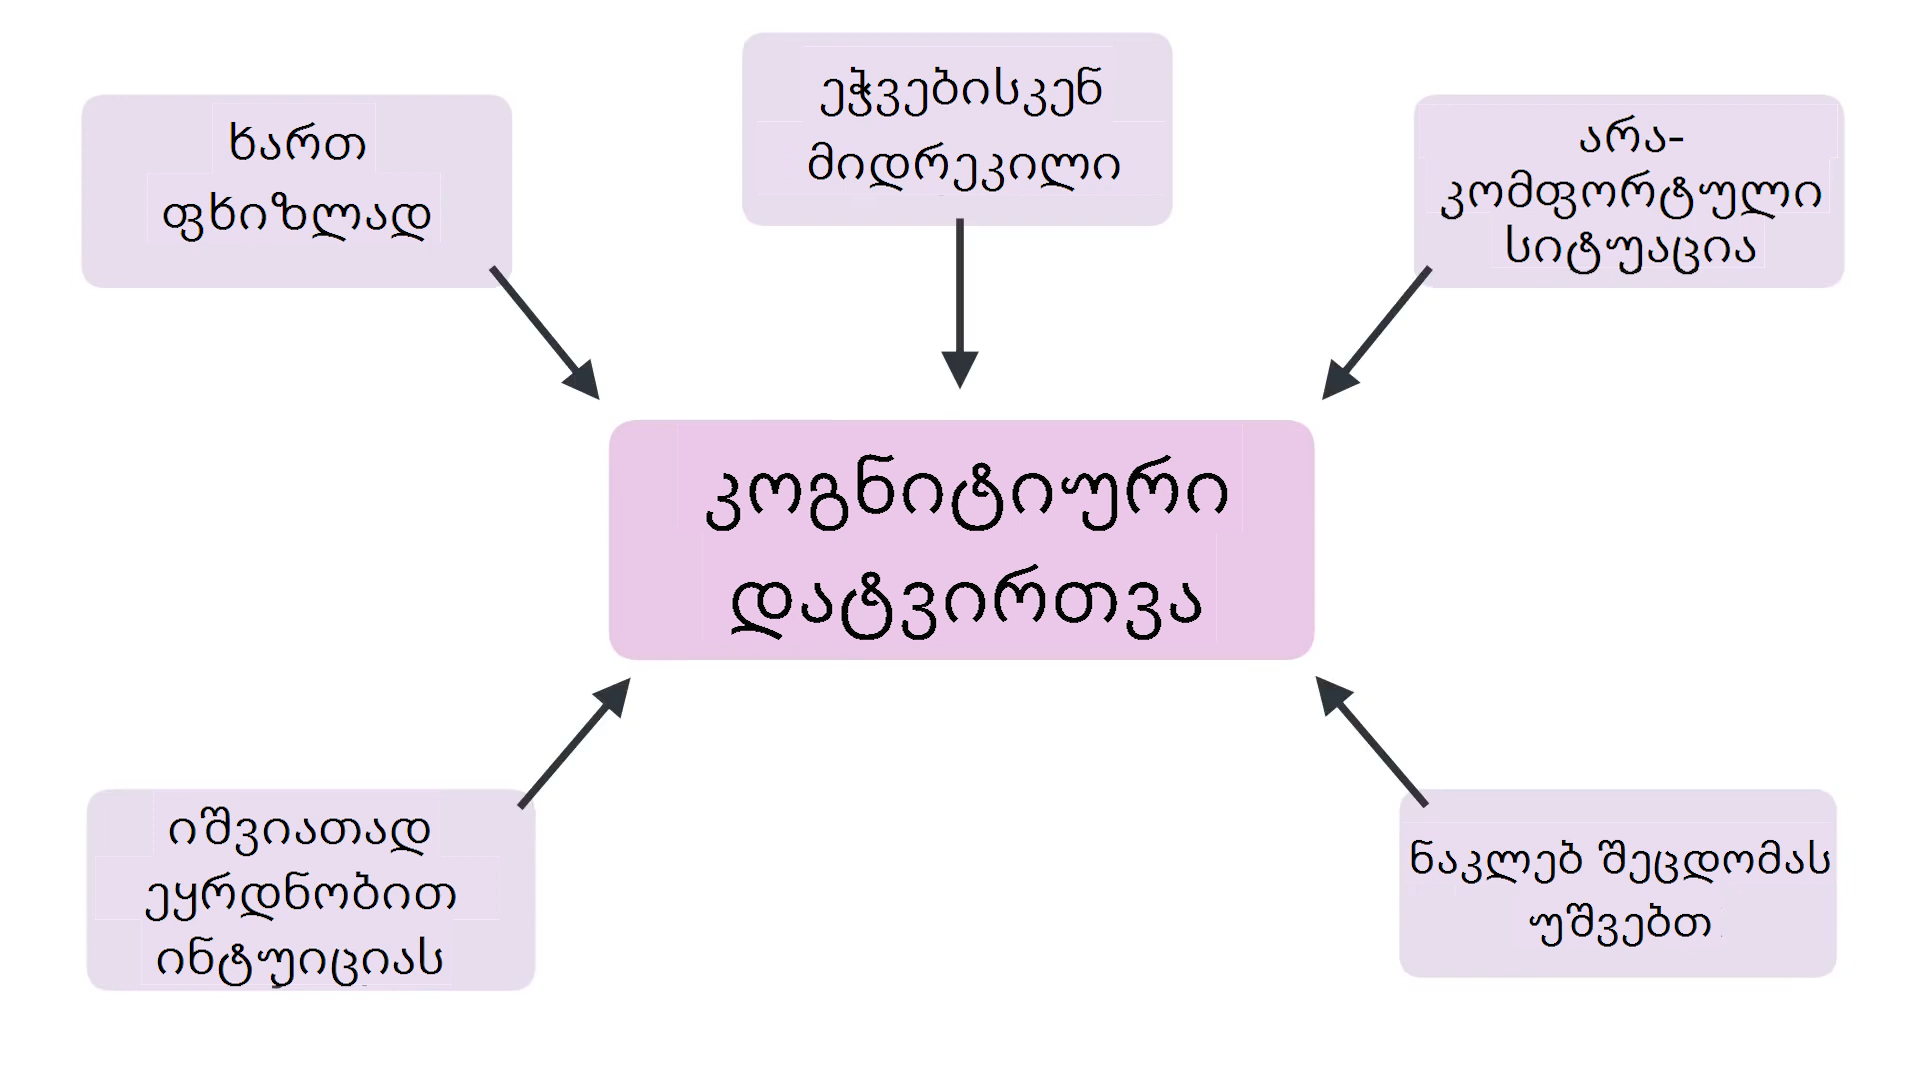 ხართ
ფხიზლად
ეჭვებისკენ
მიდრეკილი
არა-
კომფორტული
სიტუაცია
კოგნიტიური
დატვირთვა
იშვიათად
ეყრდნობით
ინტუიციას
ნაკლებ შეცდომას
უშვებთ